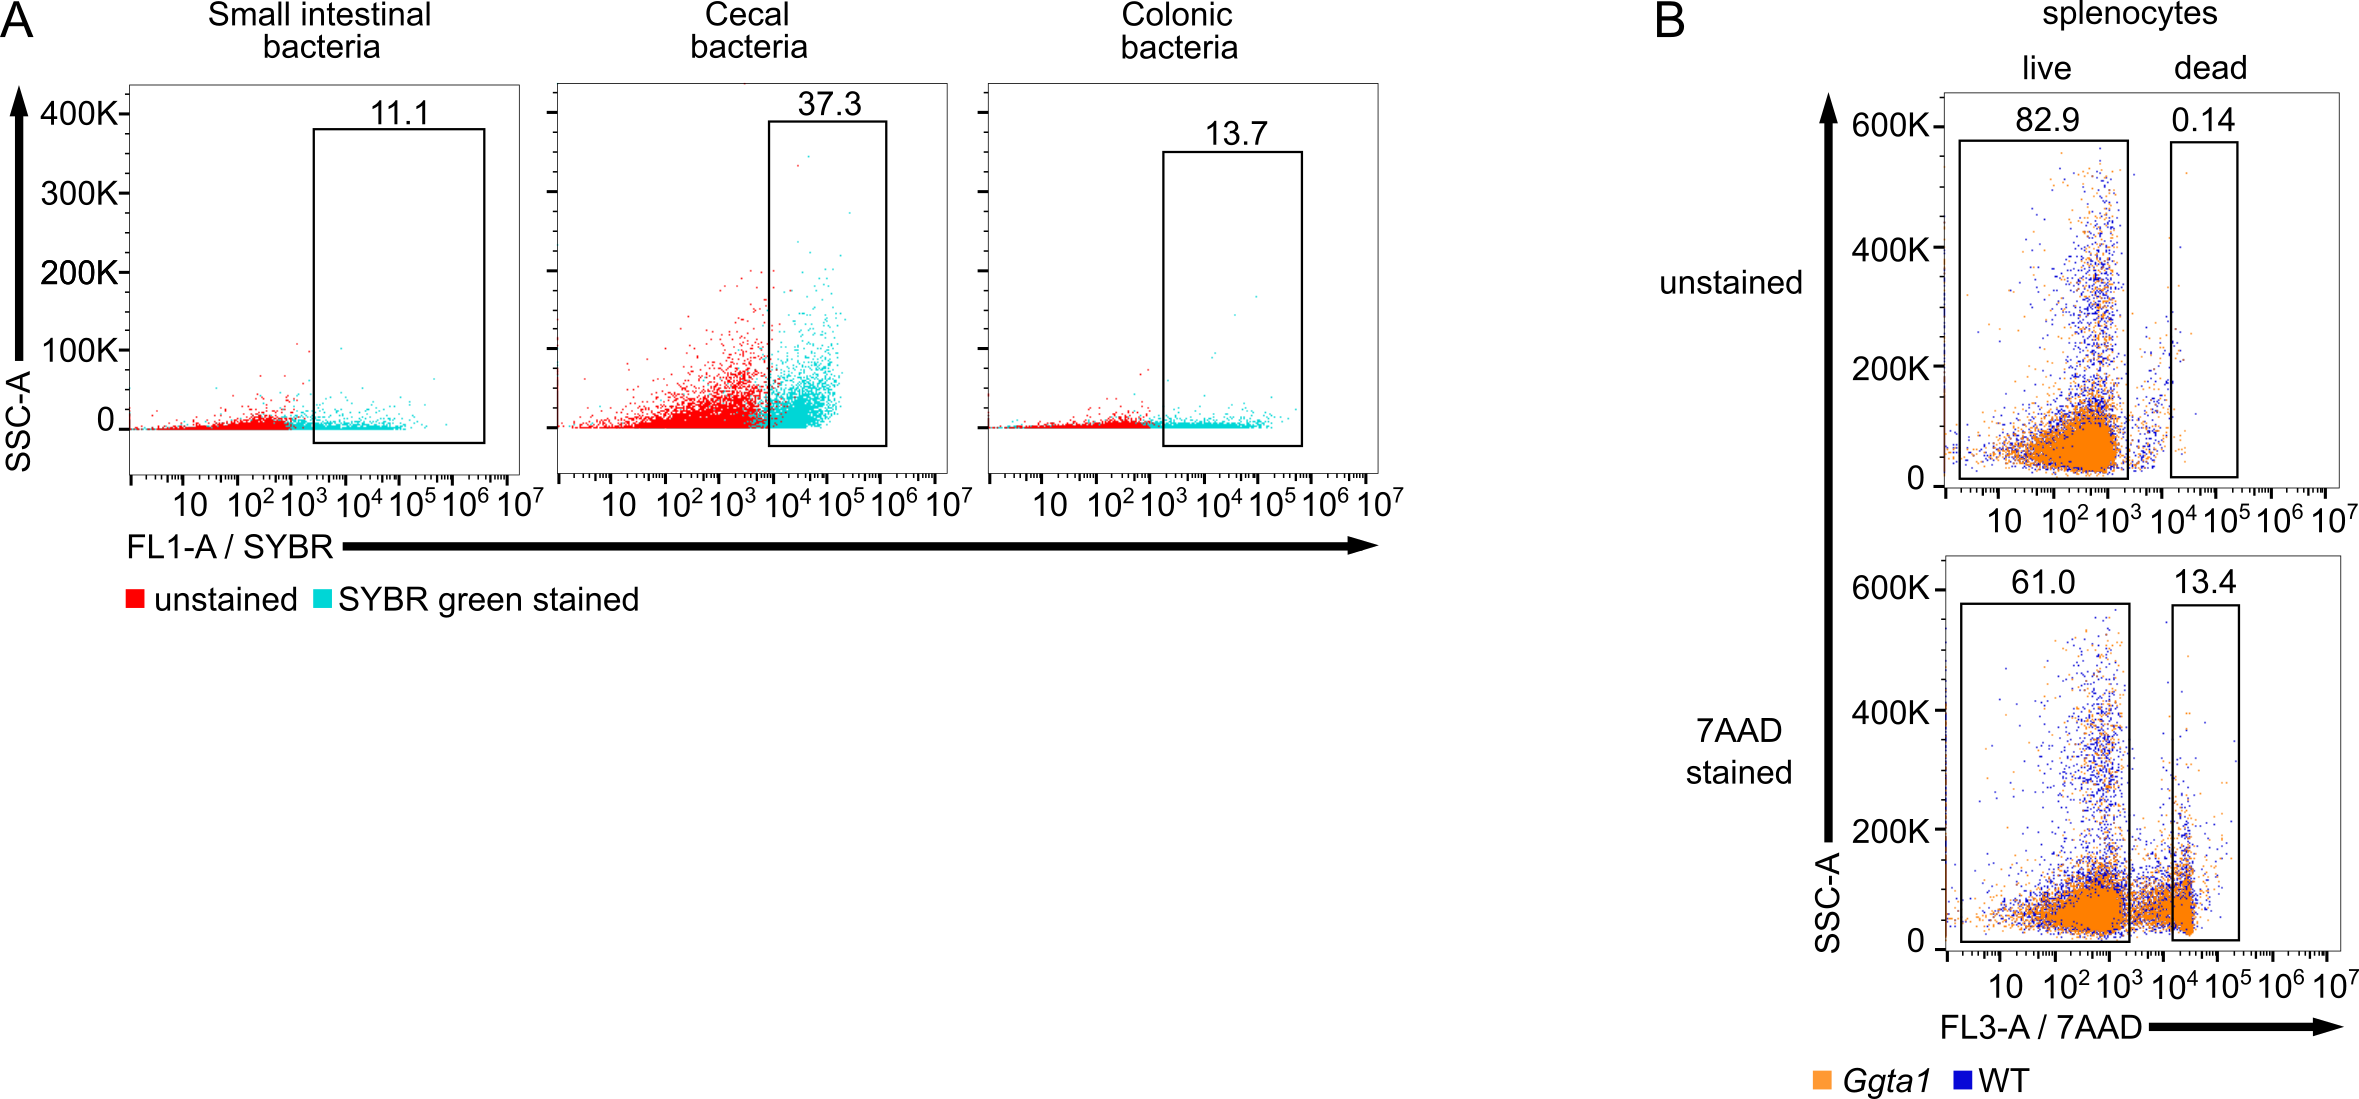 A
Small intestinal
bacteria
Cecal
bacteria
Colonic
bacteria
11.1
37.3
13.7
400K
300K
200K
100K
0
SSC-A
10 10² 10³ 10⁴ 10⁵ 10⁶ 10⁷
10 10² 10³ 10⁴ 10⁵ 10⁶ 10⁷
10 10² 10³ 10⁴ 10⁵ 10⁶ 10⁷
FL1-A / SYBR
unstained SYBR green stained
B
splenocytes
live dead
unstained
82.9 0.14
600K
400K
200K
0
10 10² 10³ 10⁴ 10⁵ 10⁶ 10⁷
7AAD
stained
61.0 13.4
600K
400K
200K
0
SSC-A
10 10² 10³ 10⁴ 10⁵ 10⁶ 10⁷
FL3-A / 7AAD
Ggta1 WT